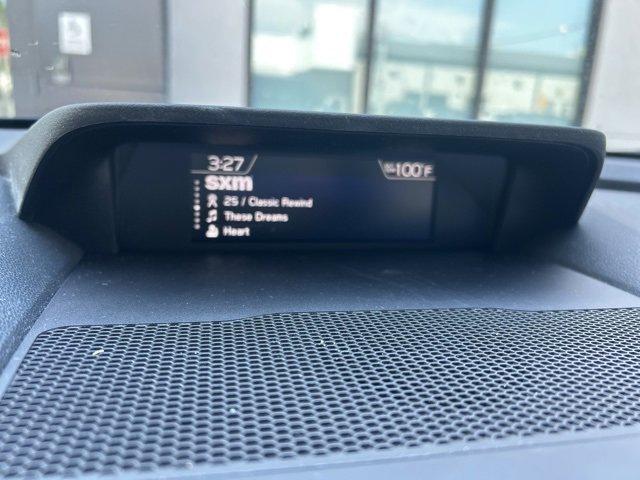 3:27
100°F
sxm
25 / Classic Rewind
These Dreams
Heart